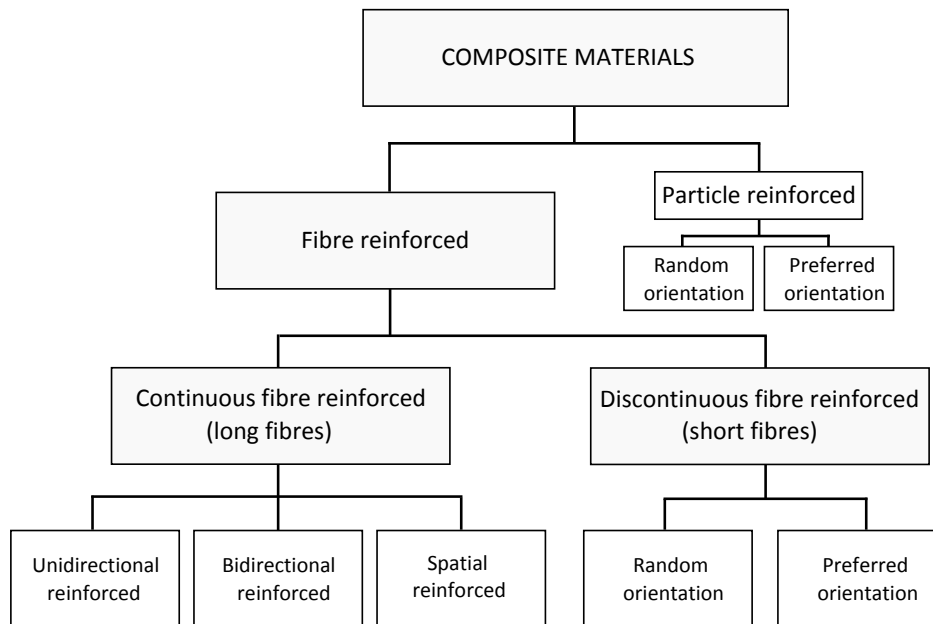 COMPOSITE MATERIALS
Particle reinforced
Fibre reinforced
Random
orientation
Preferred
orientation
Continuous fibre reinforced
(long fibres)
Discontinuous fibre reinforced
(short fibres)
Unidirectional
reinforced
Bidirectional
reinforced
Spatial
reinforced
Random
orientation
Preferred
orientation